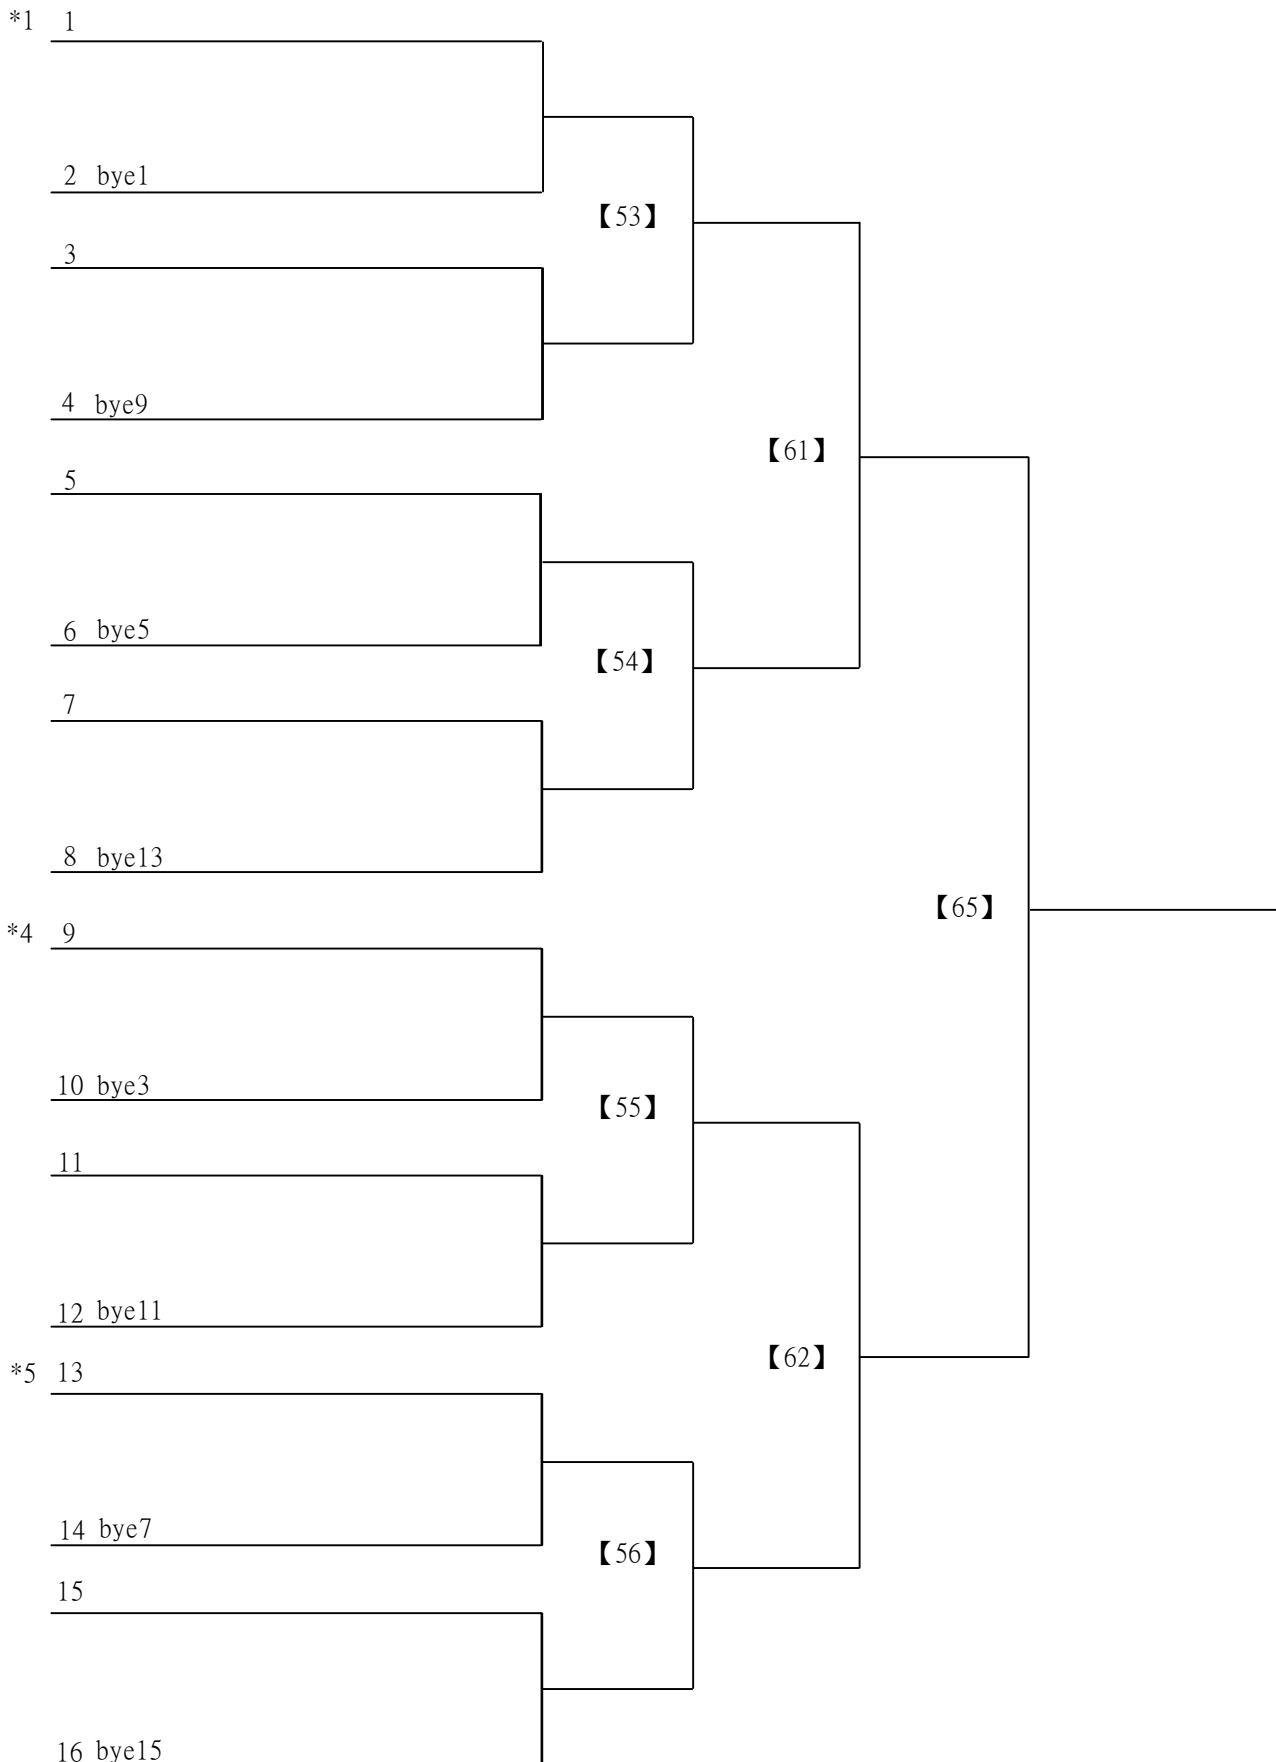 *1 1
2 bye1
【53】
3
4 bye9
【61】
5
6 bye5
【54】
7
8 bye13
【65】
*4 9
10 bye3
【55】
11
12 bye11
【62】
*5 13
14 bye7
【56】
15
16 bye15